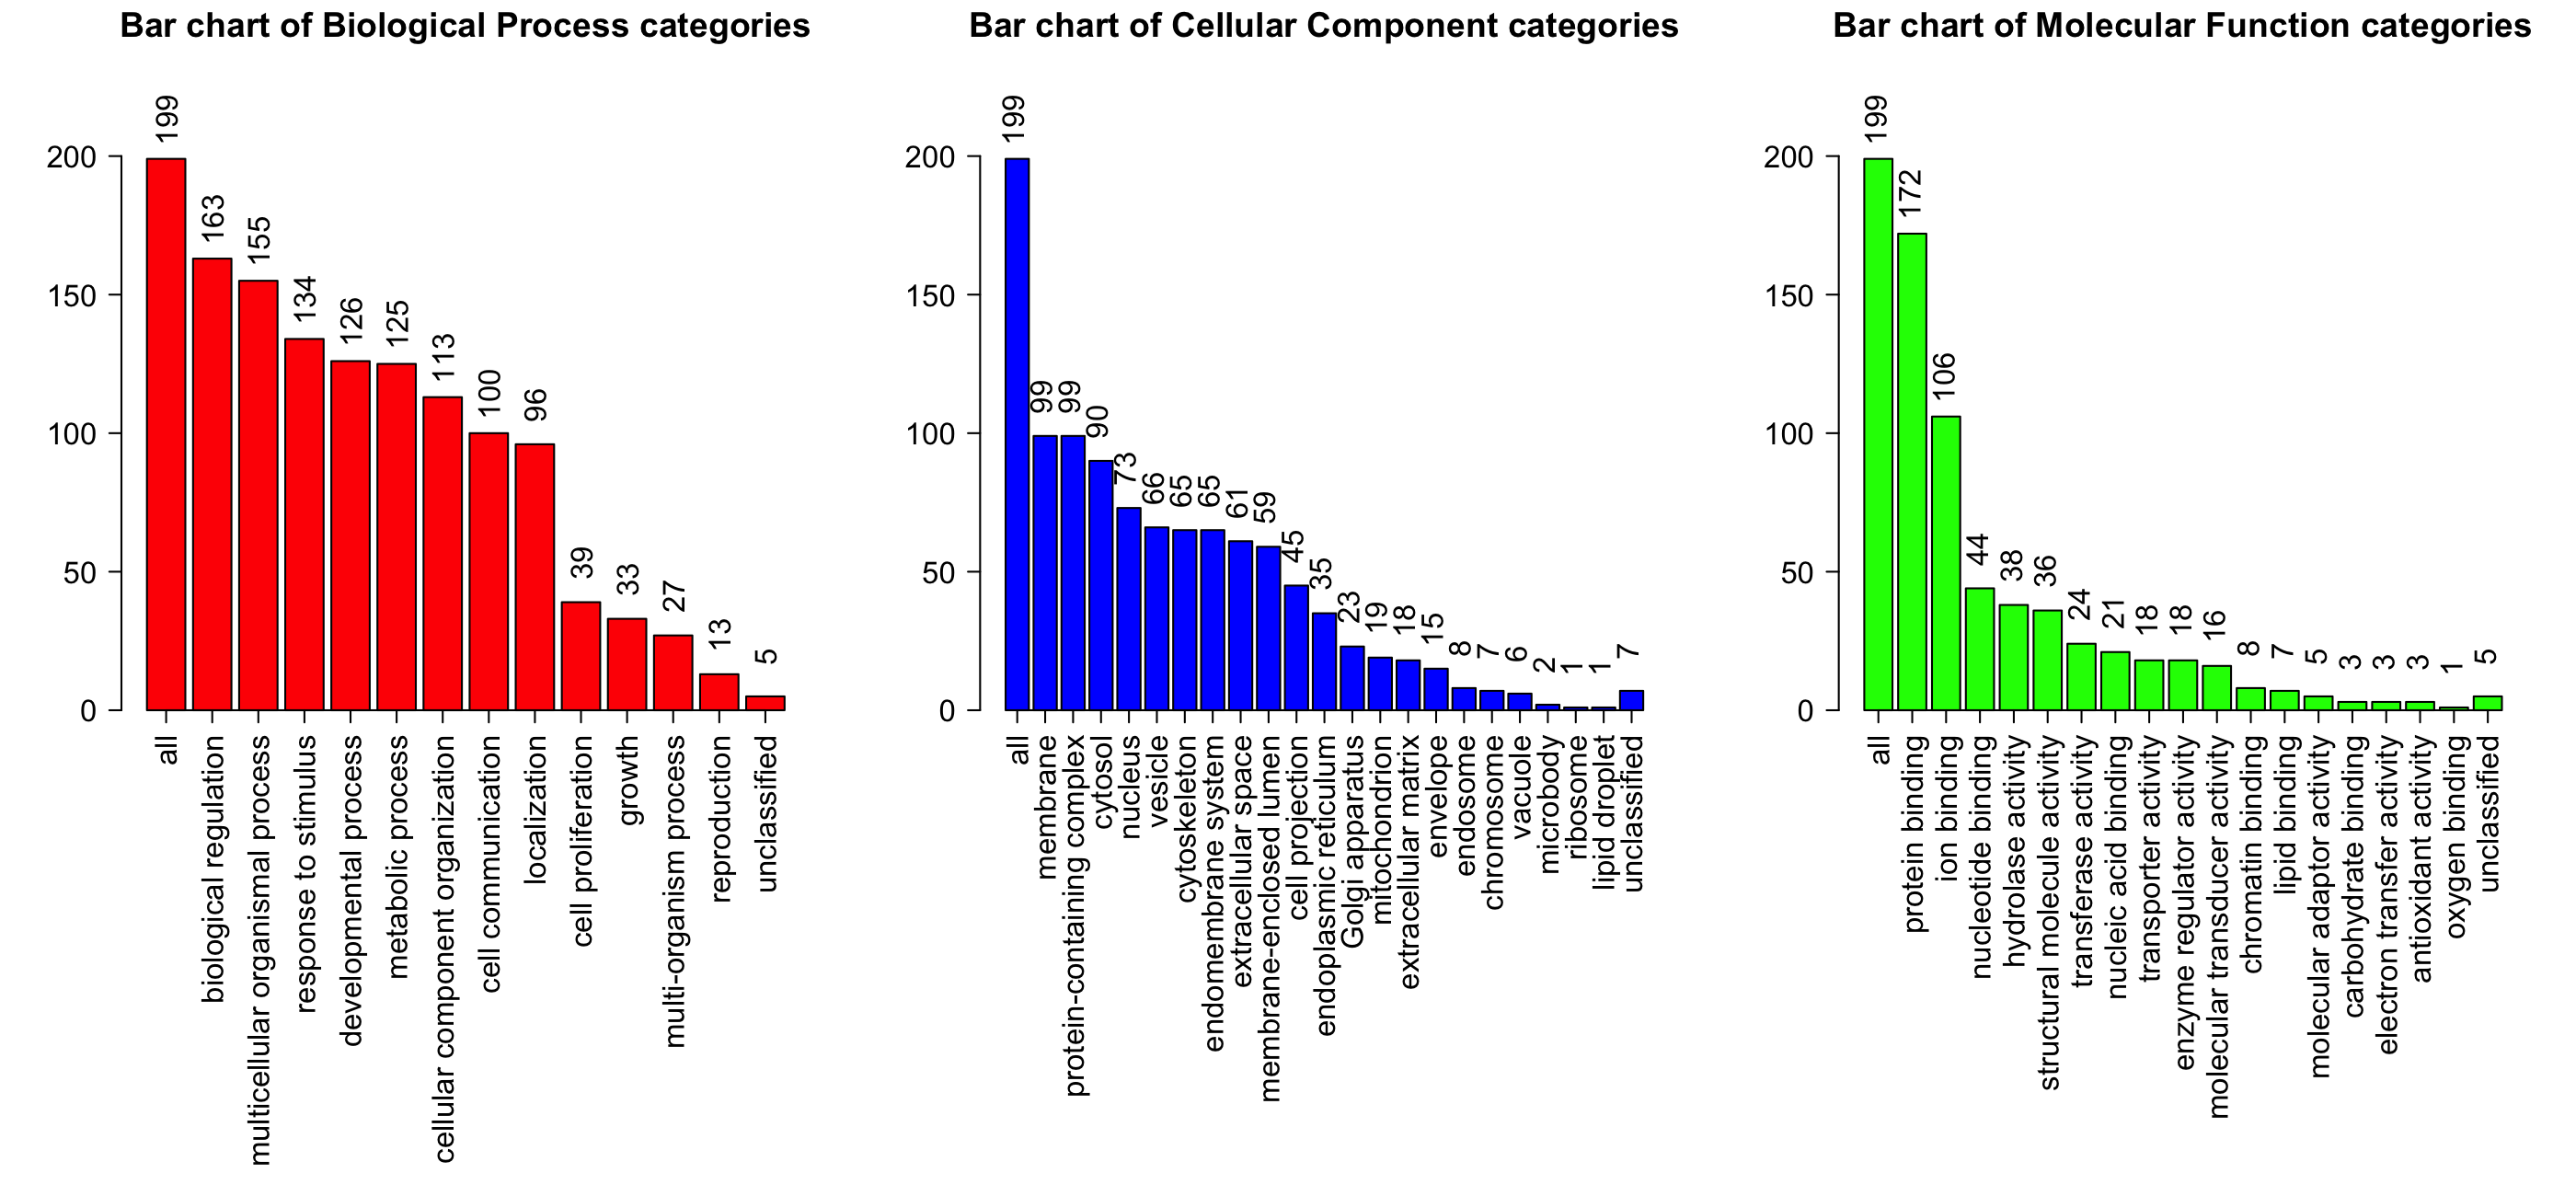 Bar chart of Biological Process categories
200
150
100
50
0
199
163
155
134
126
125
113
100
96
39
33
27
13
5
all
biological regulation
multicellular organismal process
response to stimulus
developmental process
metabolic process
cellular component organization
cell communication
localization
cell proliferation
growth
multi-organism process
reproduction
unclassified
Bar chart of Cellular Component categories
200
150
100
50
0
199
99
99
90
73
66
65
65
61
59
45
35
23
19
18
15
8
7
6
2
1
1
7
all
membrane
protein-containing complex
cytosol
nucleus
vesicle
cytoskeleton
endomembrane system
extracellular space
membrane-enclosed lumen
cell projection
endoplasmic reticulum
Golgi apparatus
mitochondrion
extracellular matrix
envelope
endosome
chromosome
vacuole
microbody
ribosome
lipid droplet
unclassified
Bar chart of Molecular Function categories
200
150
100
50
0
199
172
106
44
38
36
24
21
18
18
16
8
7
5
3
3
3
1
5
all
protein binding
ion binding
nucleotide binding
hydrolase activity
structural molecule activity
transferase activity
nucleic acid binding
transporter activity
enzyme regulator activity
molecular transducer activity
chromatin binding
lipid binding
molecular adaptor activity
carbohydrate binding
electron transfer activity
antioxidant activity
oxygen binding
unclassified